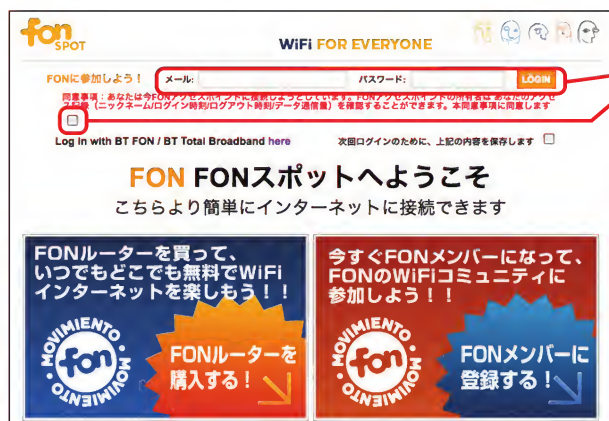 fon
SPOT
WiFi FOR EVERYONE
FONに参加しよう！ メール: パスワード: LOGIN
同意事項：あなたは今FONアクセスポイントに接続しようとしています。FONアクセスポイントの所有者は あなたのアクセ
ス記録（ニックネーム/ログイン時刻/ログアウト時刻/データ通信量）を確認することができます。本同意事項に同意します
Log in with BT FON / BT Total Broadband here 次回ログインのために、上記の内容を保存します
FON FONスポットへようこそ
こちらより簡単にインターネットに接続できます
FONルーターを買って、
いつでもどこでも無料でWiFi
インターネットを楽しもう！！
MOVIMIENTO • MOVIMIENTO •
fon
FONルーターを
購入する！
今すぐFONメンバーになって、
FONのWiFiコミュニティに
参加しよう！！
MOVIMIENTO • MOVIMIENTO •
fon
FONメンバーに
登録する！